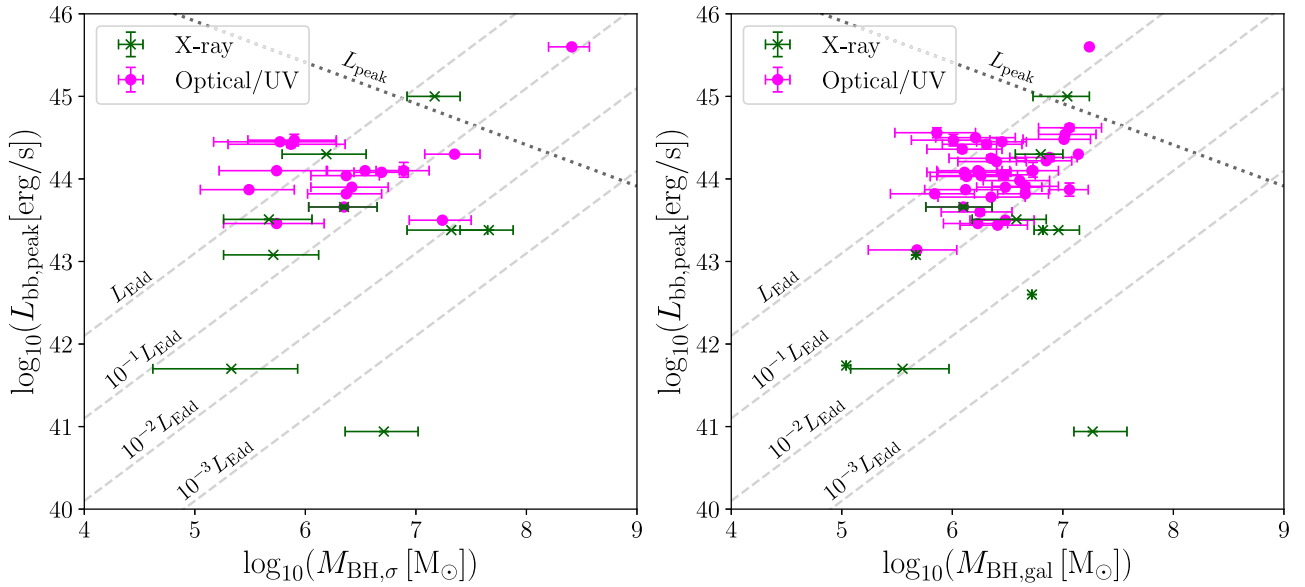 46
45
44
43
42
41
40
4
5
6
7
8
9
log₁₀(L_bb,peak [erg/s])
log₁₀(M_BH,σ [M_⊙])
X-ray
Optical/UV
L_peak
L_Edd
10⁻¹ L_Edd
10⁻² L_Edd
10⁻³ L_Edd
46
45
44
43
42
41
40
4
5
6
7
8
9
log₁₀(L_bb,peak [erg/s])
log₁₀(M_BH,gal [M_⊙])
X-ray
Optical/UV
L_peak
L_Edd
10⁻¹ L_Edd
10⁻² L_Edd
10⁻³ L_Edd